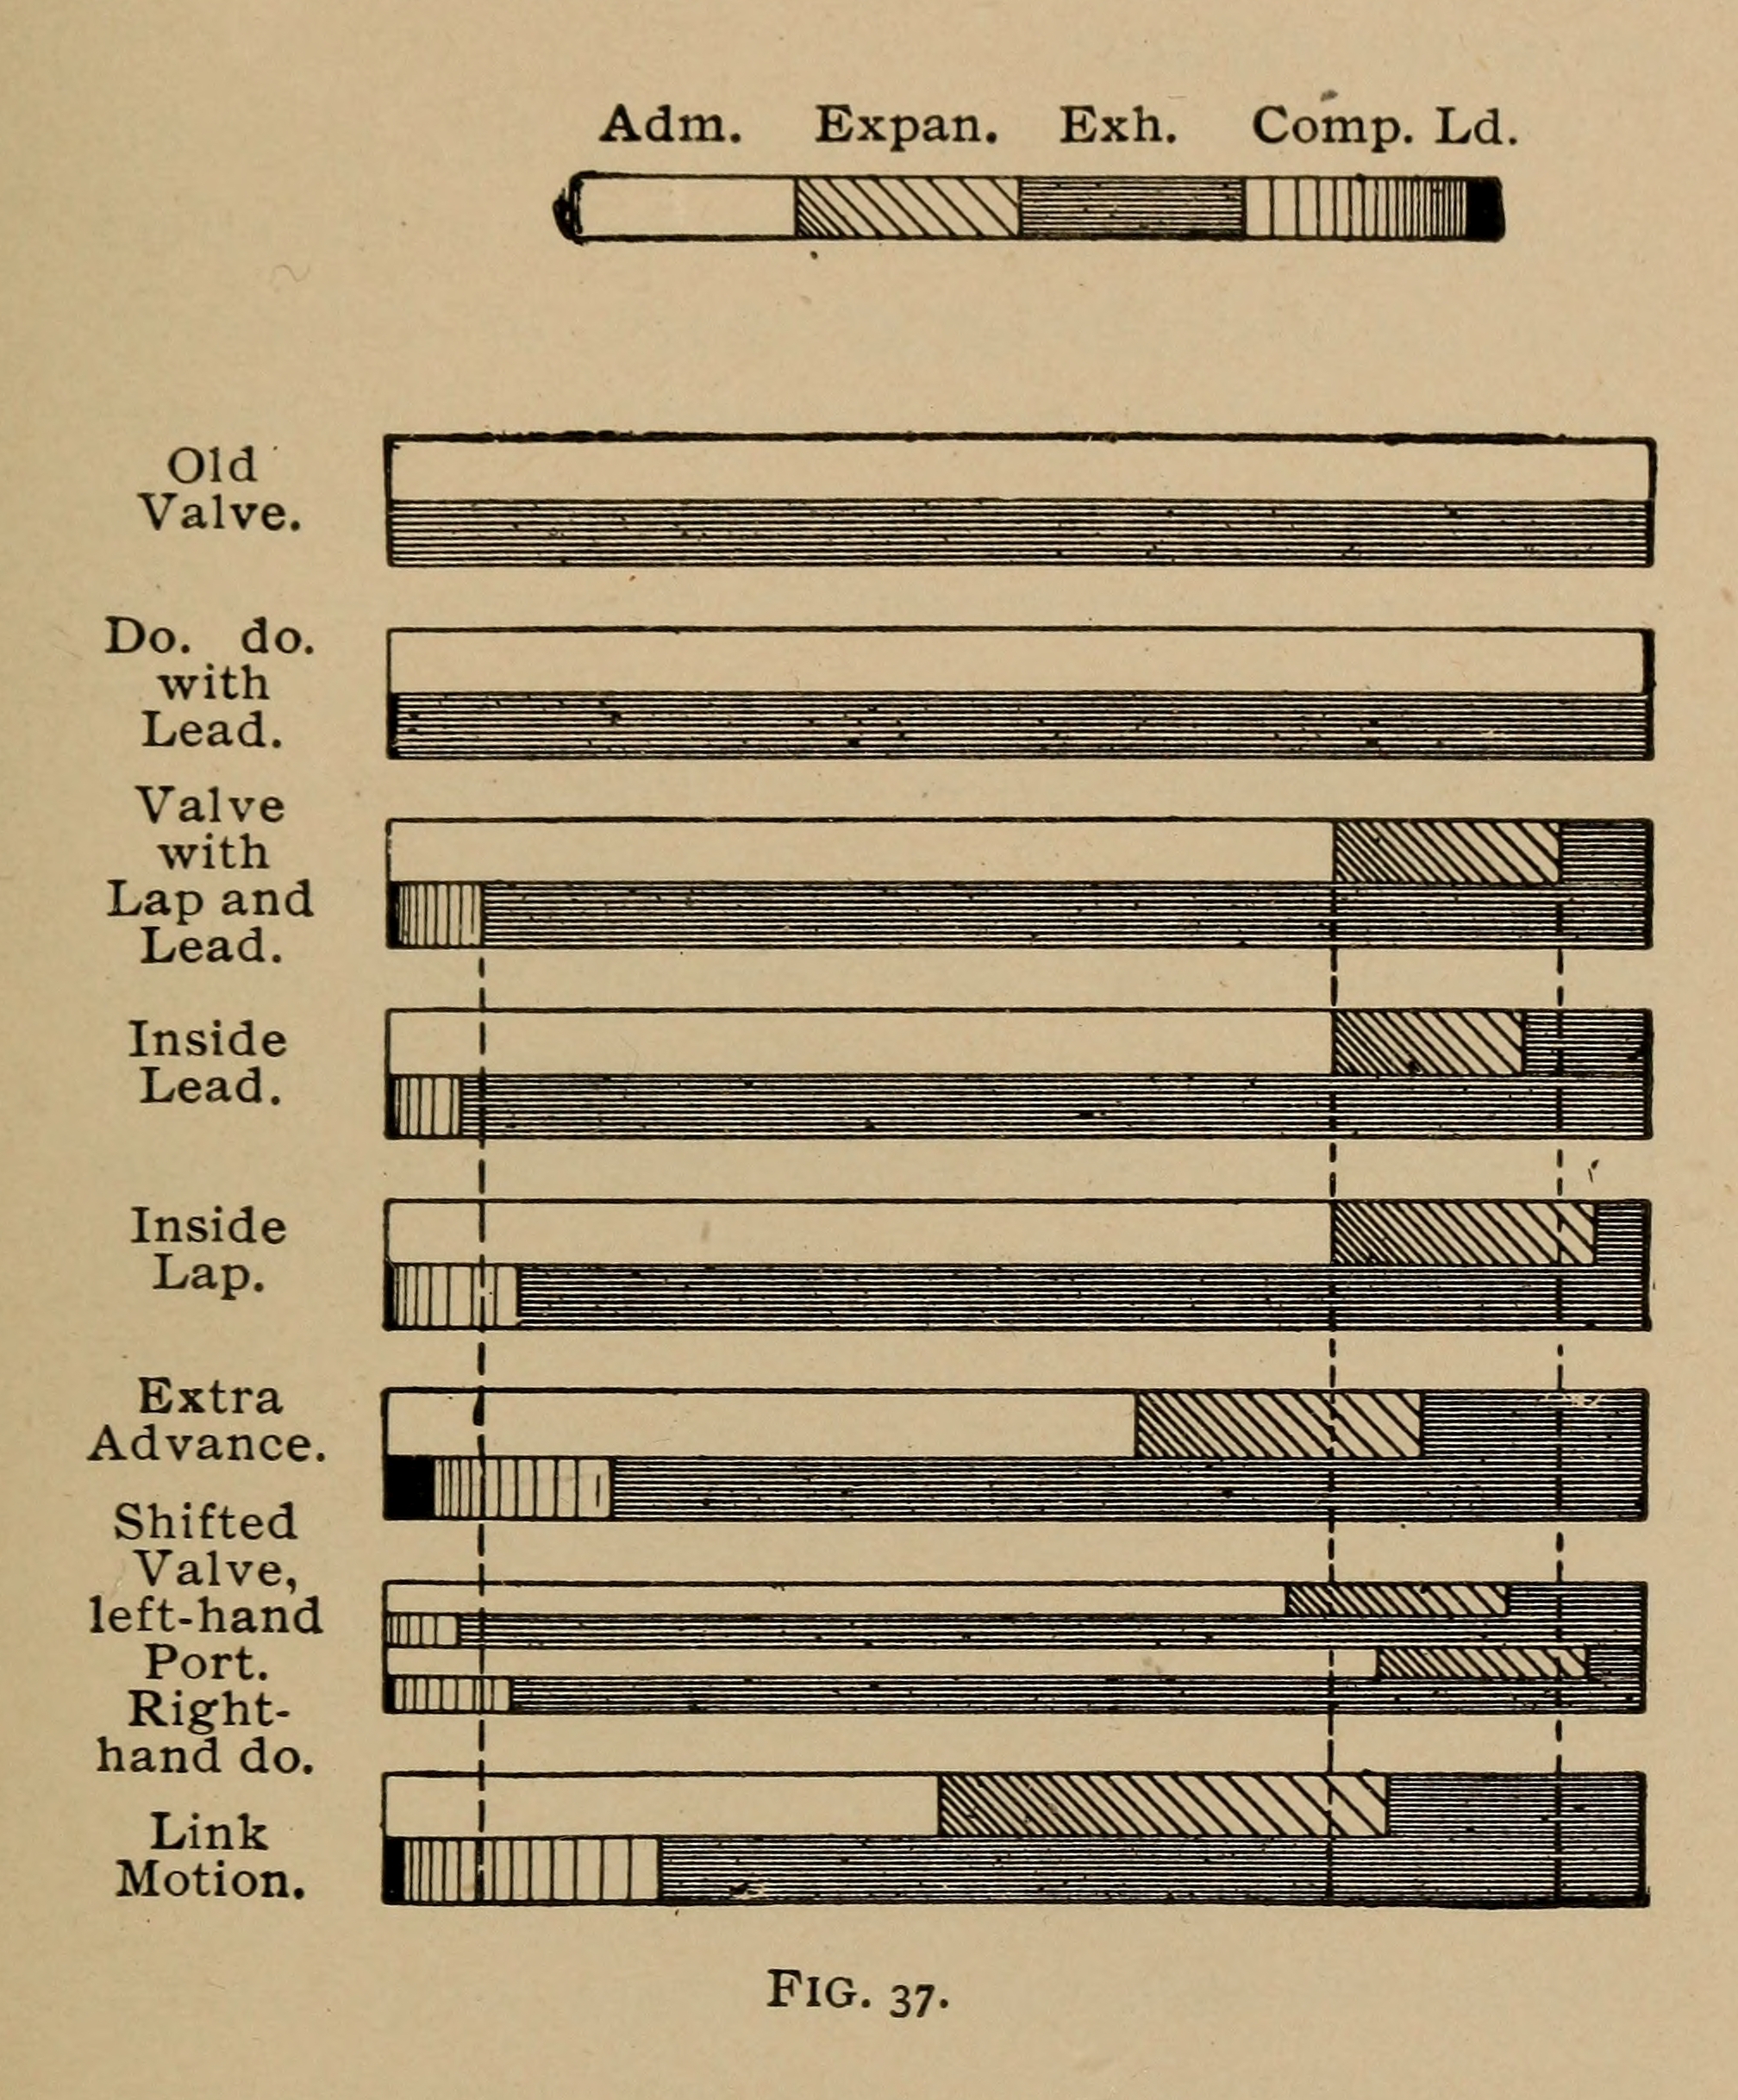 Adm. Expan. Exh. Comp. Ld.
Old
Valve.
Do. do.
with
Lead.
Valve
with
Lap and
Lead.
Inside
Lead.
Inside
Lap.
Extra
Advance.
Shifted
Valve,
left-hand
Port.
Right-
hand do.
Link
Motion.
FIG. 37.